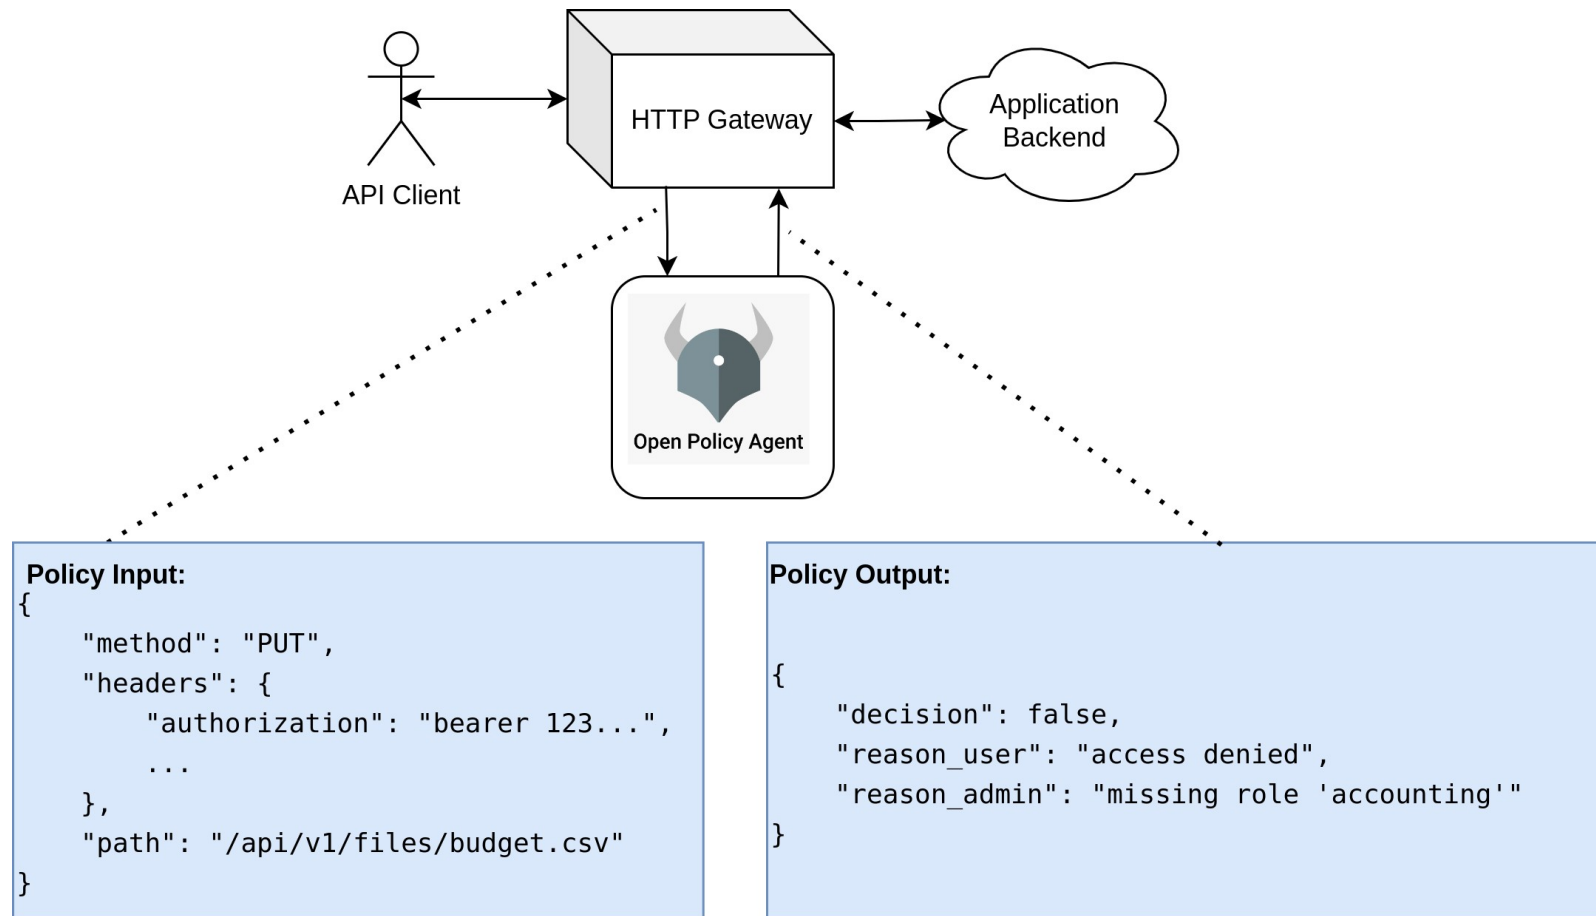 API Client
HTTP Gateway
Application
Backend
Open Policy Agent
Policy Input:
{
    "method": "PUT",
    "headers": {
        "authorization": "bearer 123...",
        ...
    },
    "path": "/api/v1/files/budget.csv"
}
Policy Output:
{
    "decision": false,
    "reason_user": "access denied",
    "reason_admin": "missing role 'accounting'"
}